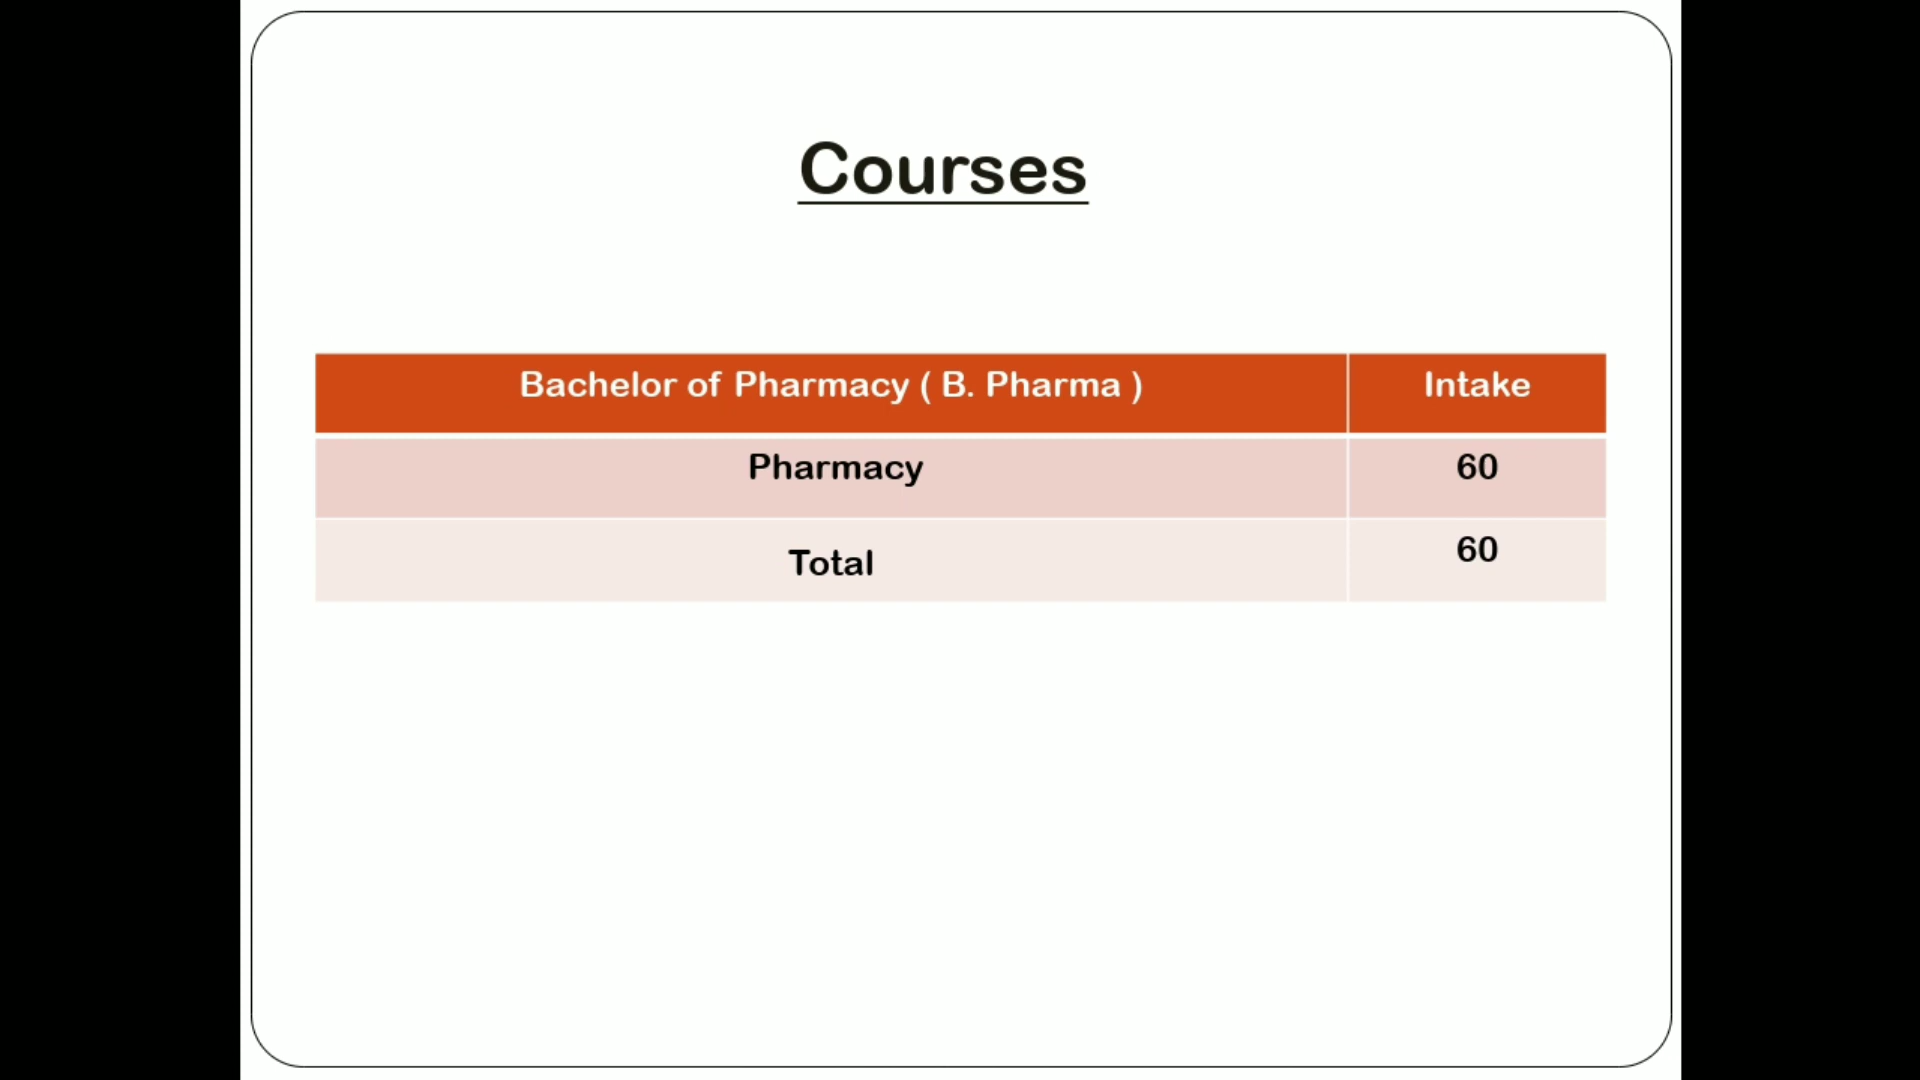 Courses
Bachelor of Pharmacy ( B. Pharma ) Intake
Pharmacy 60
Total 60